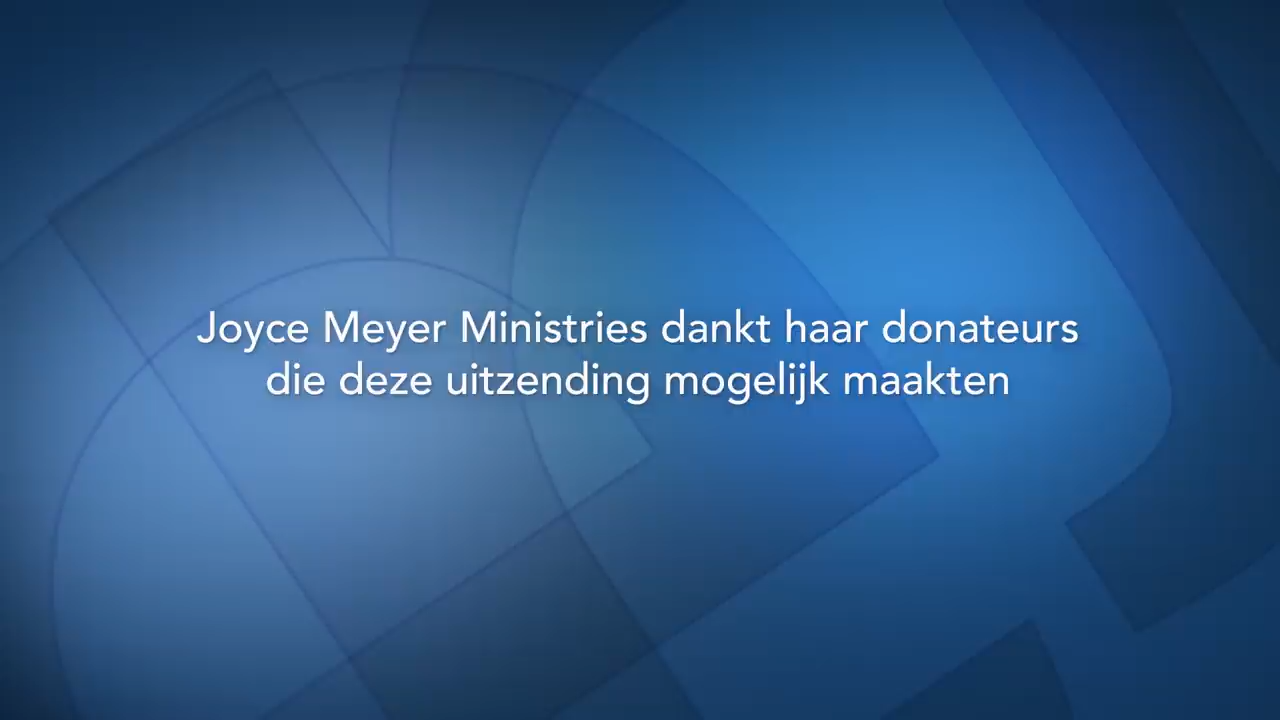 Joyce Meyer Ministries dankt haar donateurs
die deze uitzending mogelijk maakten